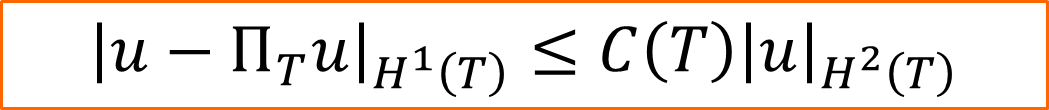 |u − Π_T u|_{H^1(T)} ≤ C(T)|u|_{H^2(T)}